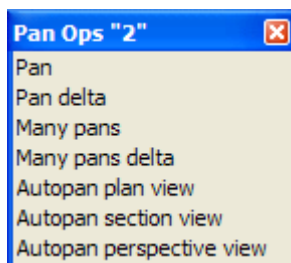 Pan Ops "2"
Pan
Pan delta
Many pans
Many pans delta
Autopan plan view
Autopan section view
Autopan perspective view